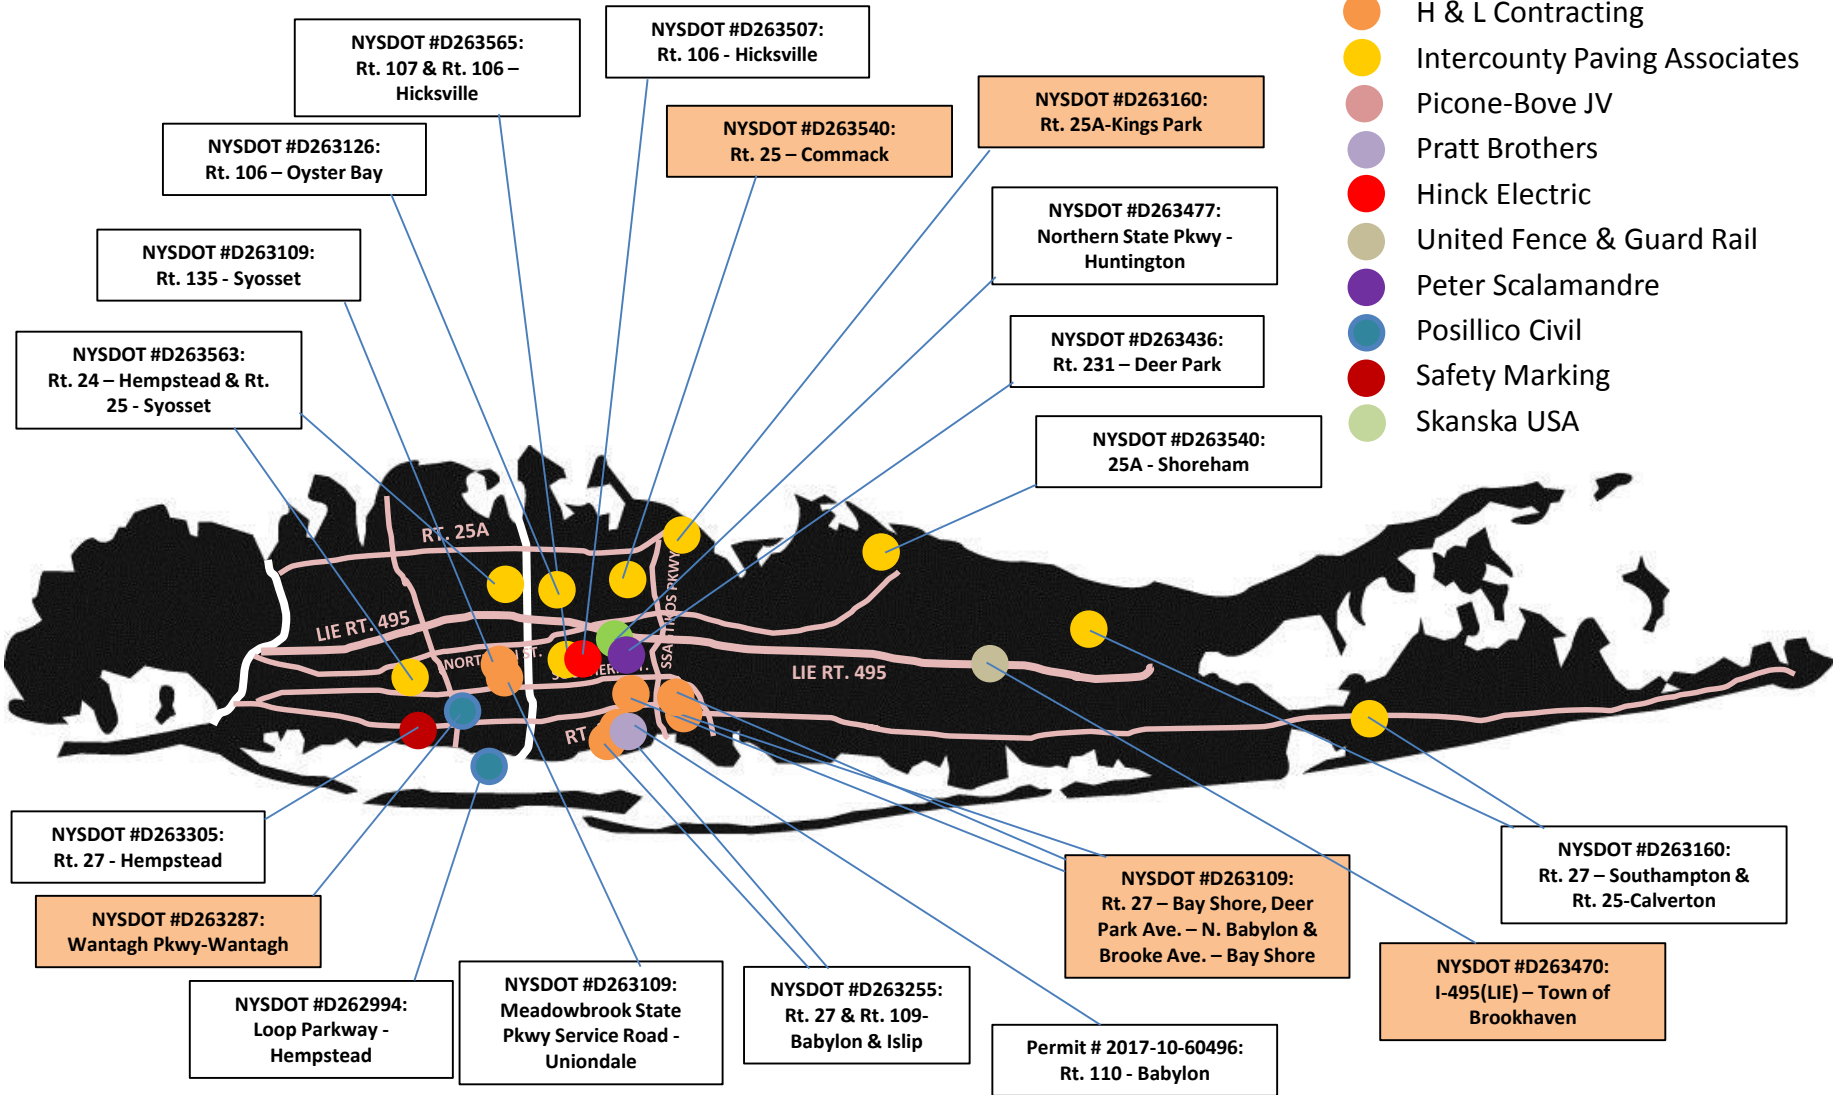 NYSDOT #D263565:
Rt. 107 & Rt. 106 –
Hicksville
NYSDOT #D263507:
Rt. 106 - Hicksville
H & L Contracting
Intercounty Paving Associates
Picone-Bove JV
Pratt Brothers
Hinck Electric
United Fence & Guard Rail
Peter Scalamandre
Posillico Civil
Safety Marking
Skanska USA
NYSDOT #D263126:
Rt. 106 – Oyster Bay
NYSDOT #D263540:
Rt. 25 – Commack
NYSDOT #D263160:
Rt. 25A-Kings Park
NYSDOT #D263109:
Rt. 135 - Syosset
NYSDOT #D263477:
Northern State Pkwy -
Huntington
NYSDOT #D263563:
Rt. 24 – Hempstead & Rt.
25 - Syosset
NYSDOT #D263436:
Rt. 231 – Deer Park
NYSDOT #D263540:
25A - Shoreham
RT. 25A
LIE RT. 495
PKWY
ST.
LIE RT. 495
RT
NYSDOT #D263305:
Rt. 27 - Hempstead
NYSDOT #D263287:
Wantagh Pkwy-Wantagh
NYSDOT #D262994:
Loop Parkway -
Hempstead
NYSDOT #D263109:
Meadowbrook State
Pkwy Service Road -
Uniondale
NYSDOT #D263255:
Rt. 27 & Rt. 109-
Babylon & Islip
Permit # 2017-10-60496:
Rt. 110 - Babylon
NYSDOT #D263109:
Rt. 27 – Bay Shore, Deer
Park Ave. – N. Babylon &
Brooke Ave. – Bay Shore
NYSDOT #D263160:
Rt. 27 – Southampton &
Rt. 25-Calverton
NYSDOT #D263470:
I-495(LIE) – Town of
Brookhaven